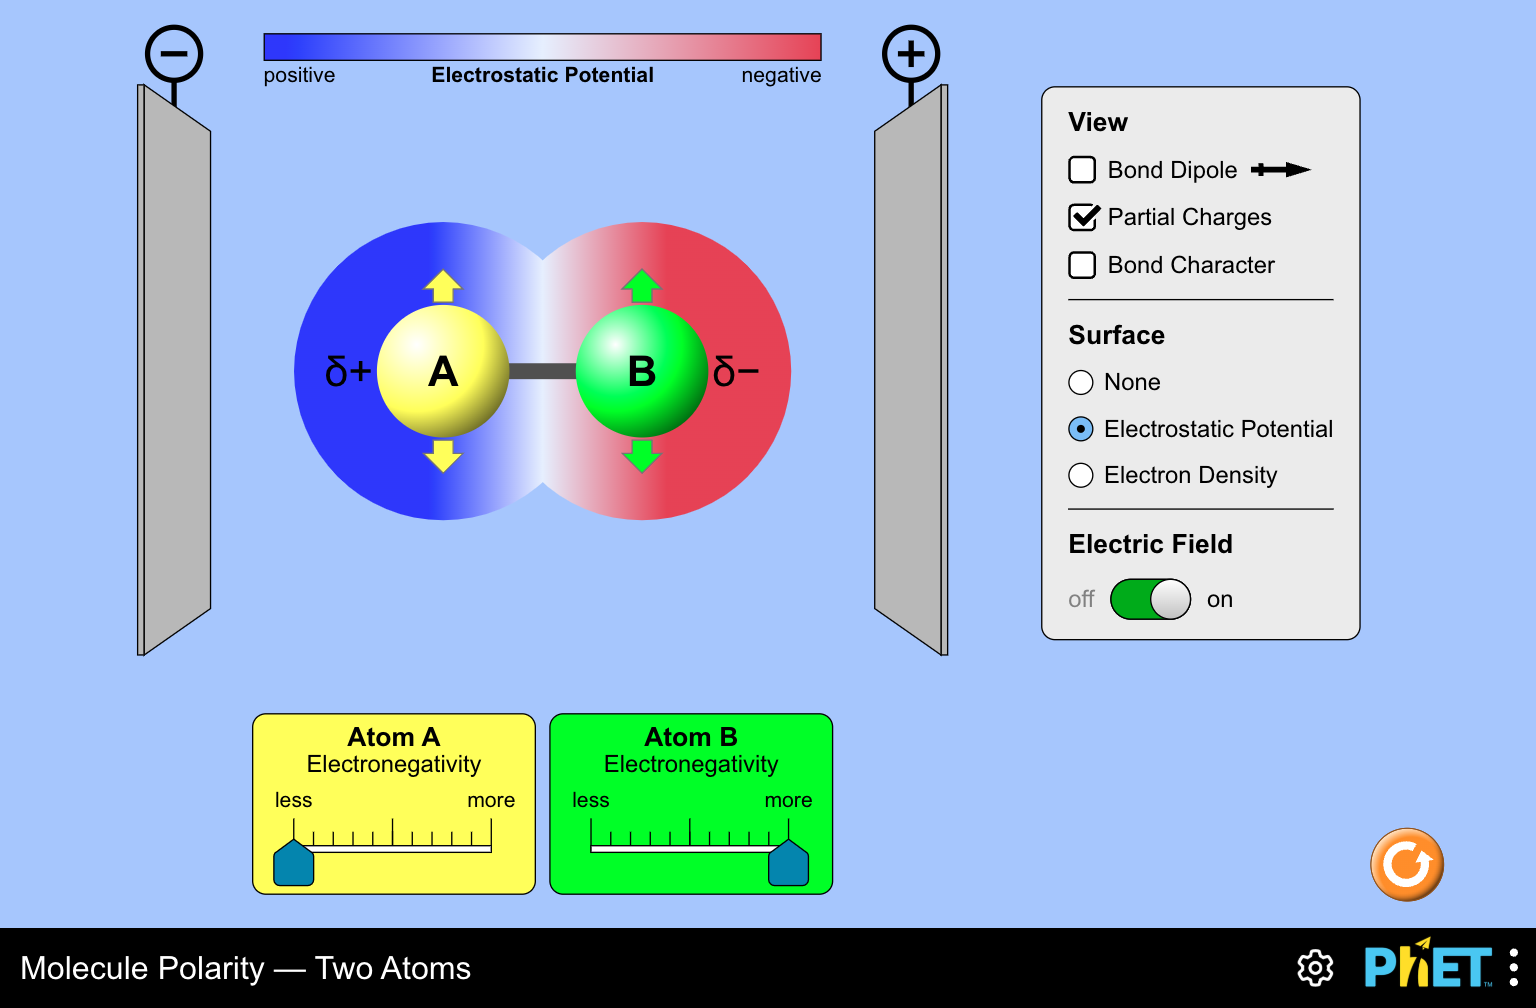 −
+
positive
Electrostatic Potential
negative
View
Bond Dipole
Partial Charges
Bond Character
Surface
None
Electrostatic Potential
Electron Density
Electric Field
off
on
δ+
A
B
δ−
Atom A
Electronegativity
less
more
Atom B
Electronegativity
less
more
Molecule Polarity — Two Atoms
PhET™